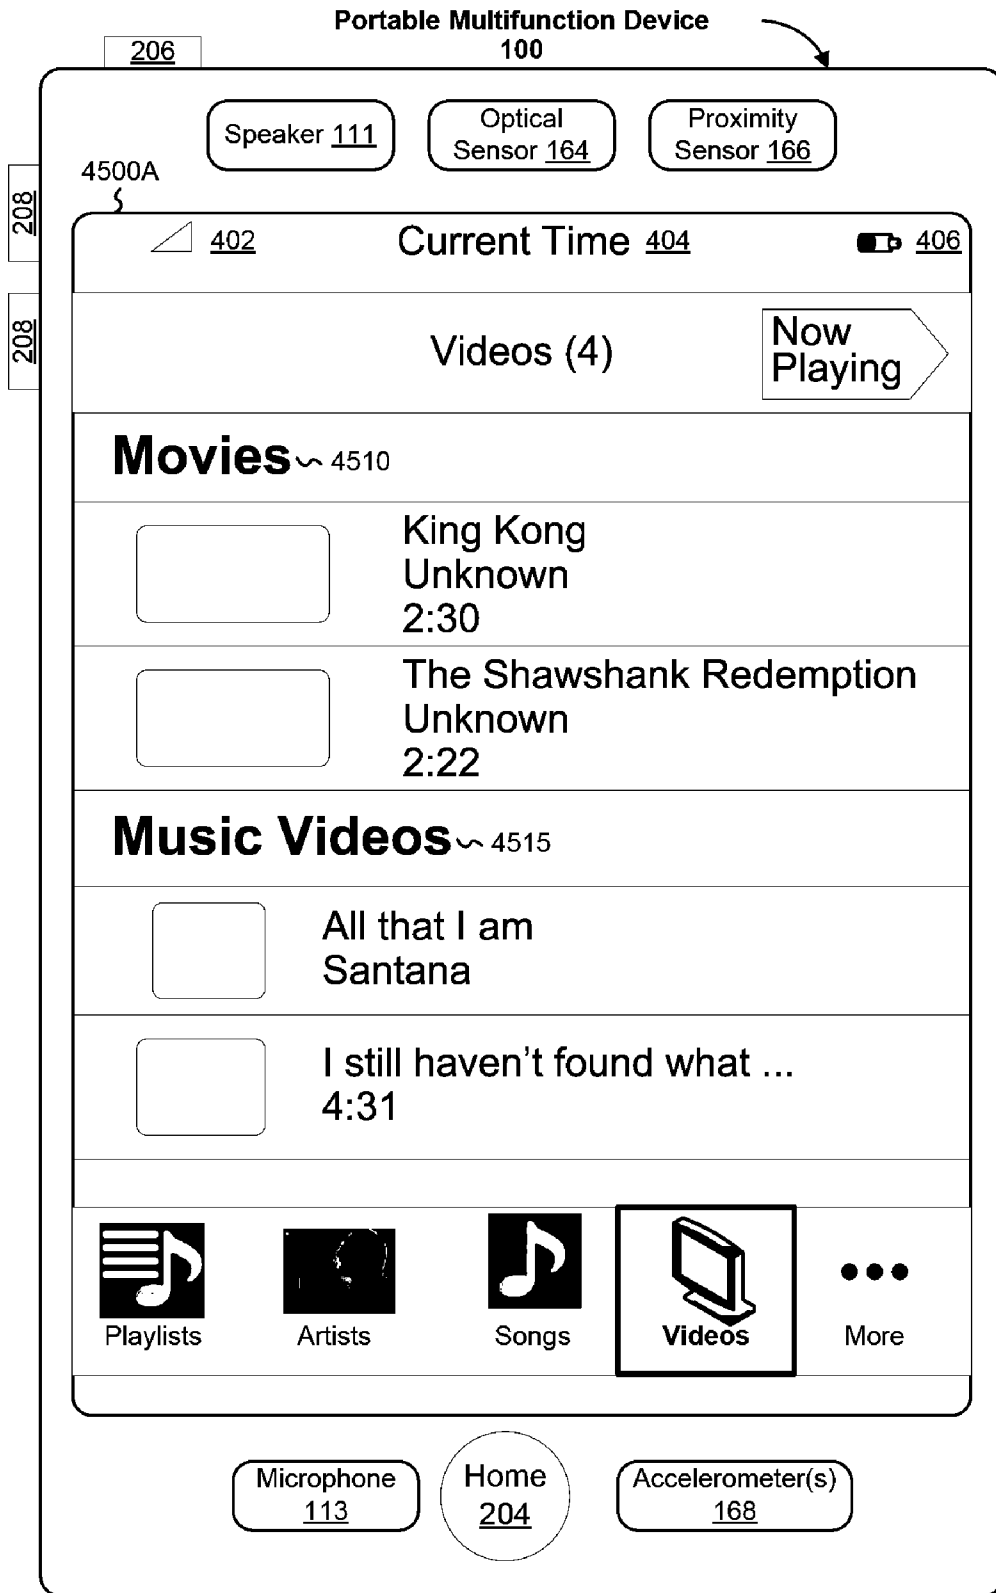 Portable Multifunction Device
100
206
Speaker 111
Optical
Sensor 164
Proximity
Sensor 166
4500A
208
208
402
Current Time 404
406
Videos (4)
Now
Playing
Movies 4510
King Kong
Unknown
2:30
The Shawshank Redemption
Unknown
2:22
Music Videos 4515
All that I am
Santana
I still haven't found what ...
4:31
Playlists
Artists
Songs
Videos
More
Microphone
113
Home
204
Accelerometer(s)
168